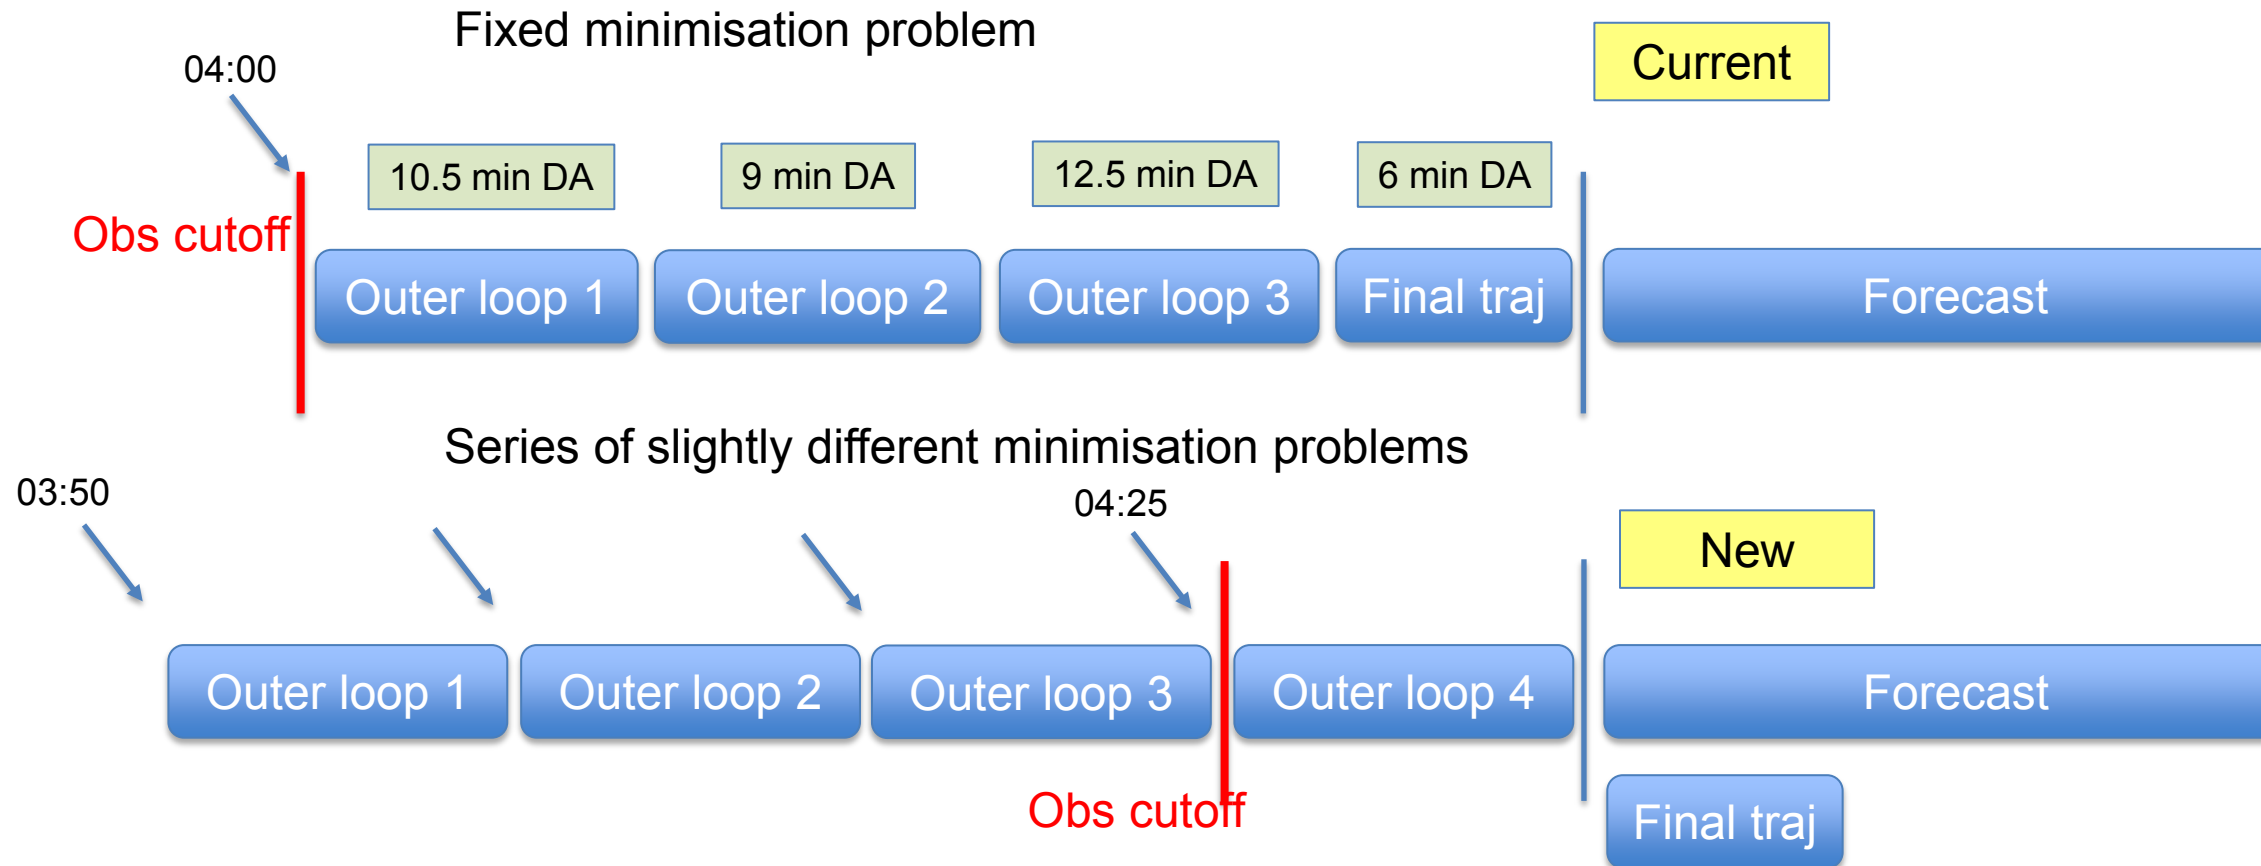 Fixed minimisation problem
Current
04:00
10.5 min DA
9 min DA
12.5 min DA
6 min DA
Obs cutoff
Outer loop 1
Outer loop 2
Outer loop 3
Final traj
Forecast
Series of slightly different minimisation problems
03:50
04:25
New
Outer loop 1
Outer loop 2
Outer loop 3
Outer loop 4
Forecast
Obs cutoff
Final traj